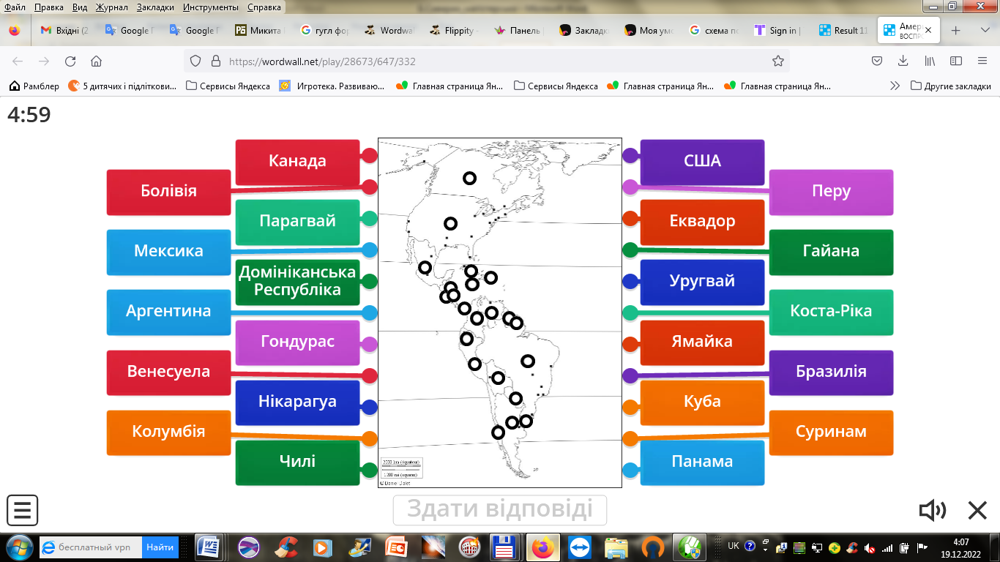 Файл Правка Вид Журнал Закладки Инструменты Справка
Вхідні (2 Google Г Google Г Микита гугл фор Wordwal Flippity - Панель Закладк Моя умо схема по Sign in | Result 11 Амери
ВОСПРО
https://wordwall.net/play/28673/647/332
Рамблер 5 дитячих і підліткови... Сервисы Яндекса Игротека. Развиваю... Главная страница Ян... Сервисы Яндекса Главная страница Ян... Главная страница Ян... Другие закладки
4:59
Канада
США
Болівія
Перу
Парагвай
Еквадор
Мексика
Гайана
Домініканська
Республіка
Уругвай
Аргентина
Коста-Ріка
Гондурас
Ямайка
Венесуела
Бразилія
Нікарагуа
Куба
Колумбія
Суринам
Чилі
Панама
© Daniel Dalet
Здати відповіді
бесплатный vpn Найти
UK
4:07
19.12.2022